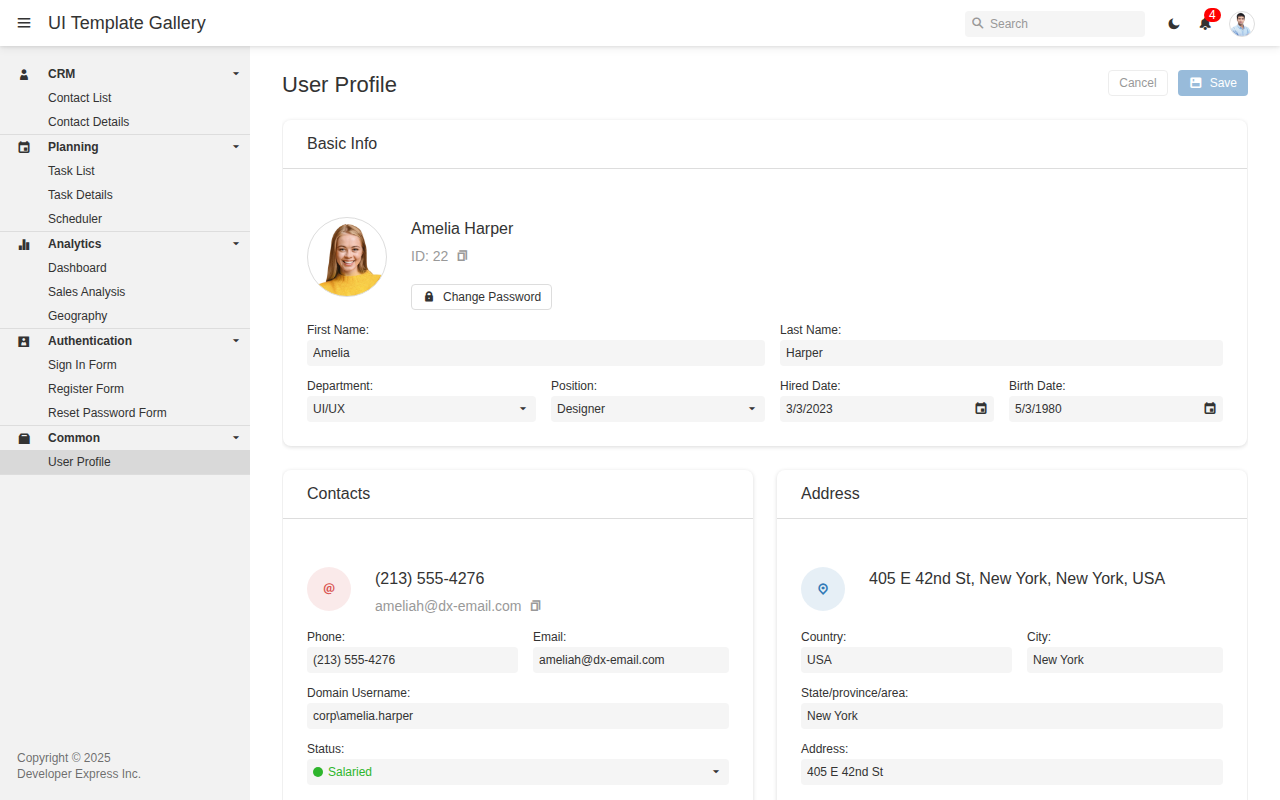 UI Template Gallery
Search
4
CRM
Contact List
Contact Details
Planning
Task List
Task Details
Scheduler
Analytics
Dashboard
Sales Analysis
Geography
Authentication
Sign In Form
Register Form
Reset Password Form
Common
User Profile
Copyright © 2025
Developer Express Inc.
User Profile
Cancel
Save
Basic Info
Amelia Harper
ID: 22
Change Password
First Name:
Amelia
Last Name:
Harper
Department:
UI/UX
Position:
Designer
Hired Date:
3/3/2023
Birth Date:
5/3/1980
Contacts
@
(213) 555-4276
ameliah@dx-email.com
Phone:
(213) 555-4276
Email:
ameliah@dx-email.com
Domain Username:
corp\amelia.harper
Status:
Salaried
Address
405 E 42nd St, New York, New York, USA
Country:
USA
City:
New York
State/province/area:
New York
Address:
405 E 42nd St